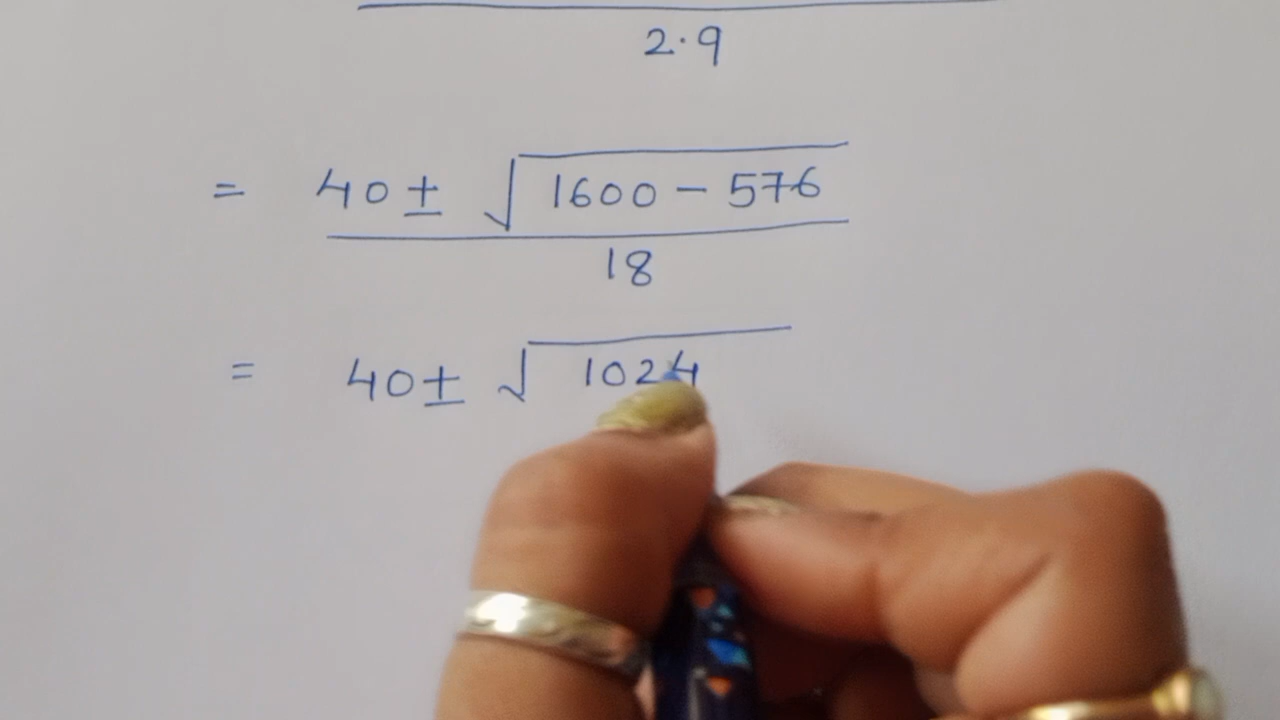 2·9
= 40 ± √1600 − 576
18
= 40 ± √1024